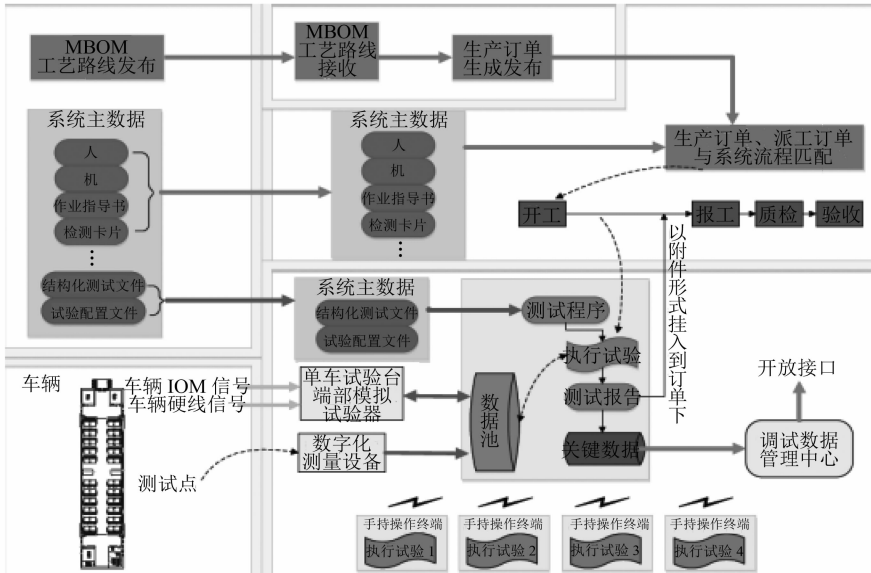 MBOM
工艺路线发布
MBOM
工艺路线
接收
生产订单
生成发布
系统主数据
人
机
作业指导书
检测卡片
结构化测试文件
试验配置文件
系统主数据
人
机
作业指导书
检测卡片
生产订单、派工订单
与系统流程匹配
开工
报工
质检
验收
以附件形式挂入到订单下
系统主数据
结构化测试文件
试验配置文件
测试程序
执行试验
测试报告
关键数据
数据池
车辆
车辆 IOM 信号
车辆硬线信号
单车试验台
端部模拟
试验器
数字化
测量设备
测试点
开放接口
调试数据
管理中心
手持操作终端
执行试验 1
手持操作终端
执行试验 2
手持操作终端
执行试验 3
手持操作终端
执行试验 4